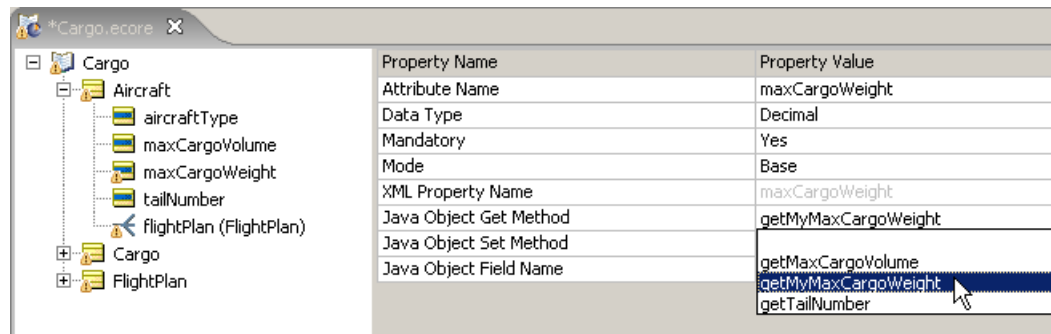 *Cargo.ecore
Cargo
Aircraft
aircraftType
maxCargoVolume
maxCargoWeight
tailNumber
flightPlan (FlightPlan)
Cargo
FlightPlan
Property Name Property Value
Attribute Name maxCargoWeight
Data Type Decimal
Mandatory Yes
Mode Base
XML Property Name maxCargoWeight
Java Object Get Method getMyMaxCargoWeight
Java Object Set Method
Java Object Field Name
getMaxCargoVolume
getMyMaxCargoWeight
getTailNumber